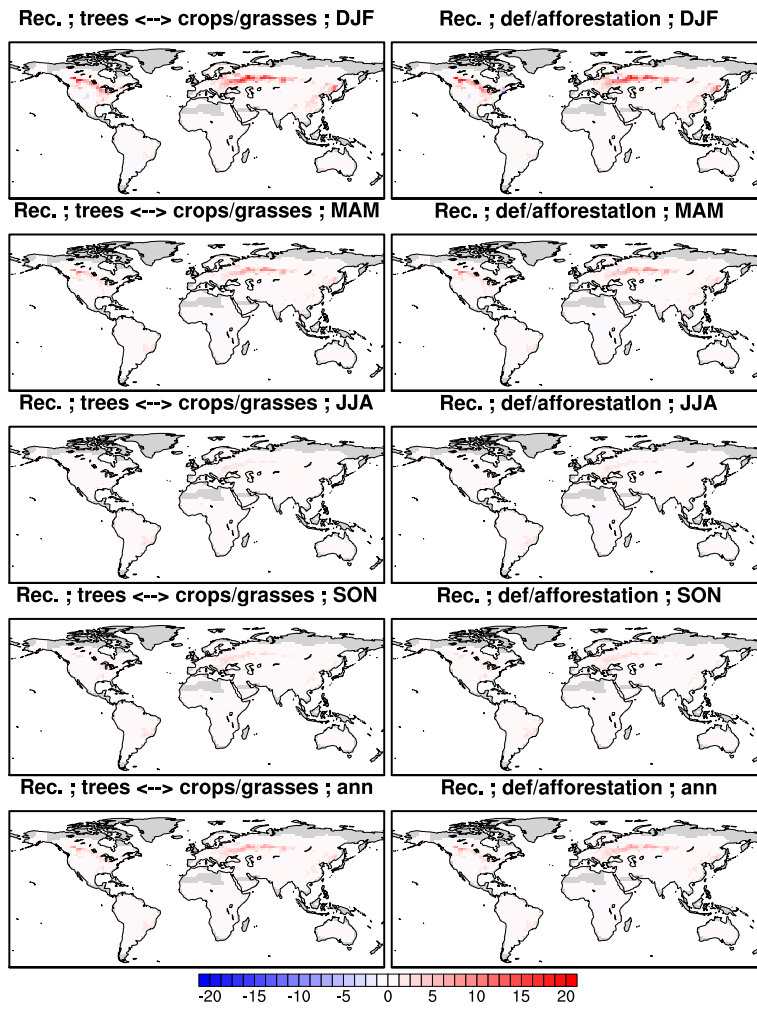 Rec. ; trees <--> crops/grasses ; DJF
Rec. ; def/afforestation ; DJF
Rec. ; trees <--> crops/grasses ; MAM
Rec. ; def/afforestation ; MAM
Rec. ; trees <--> crops/grasses ; JJA
Rec. ; def/afforestation ; JJA
Rec. ; trees <--> crops/grasses ; SON
Rec. ; def/afforestation ; SON
Rec. ; trees <--> crops/grasses ; ann
Rec. ; def/afforestation ; ann
-20 -15 -10 -5 0 5 10 15 20